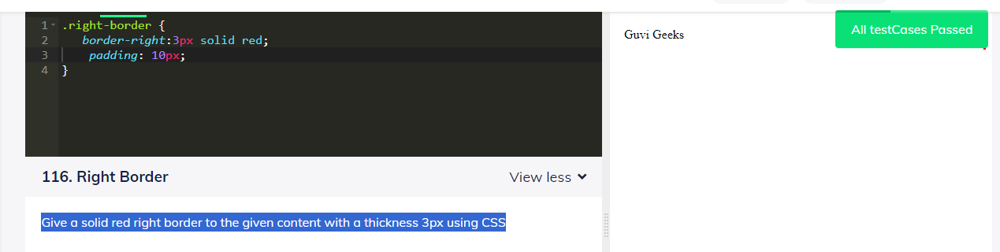 1 .right-border {
2 border-right:3px solid red;
3 padding: 10px;
4 }
116. Right Border
View less
Give a solid red right border to the given content with a thickness 3px using CSS
Guvi Geeks
All testCases Passed